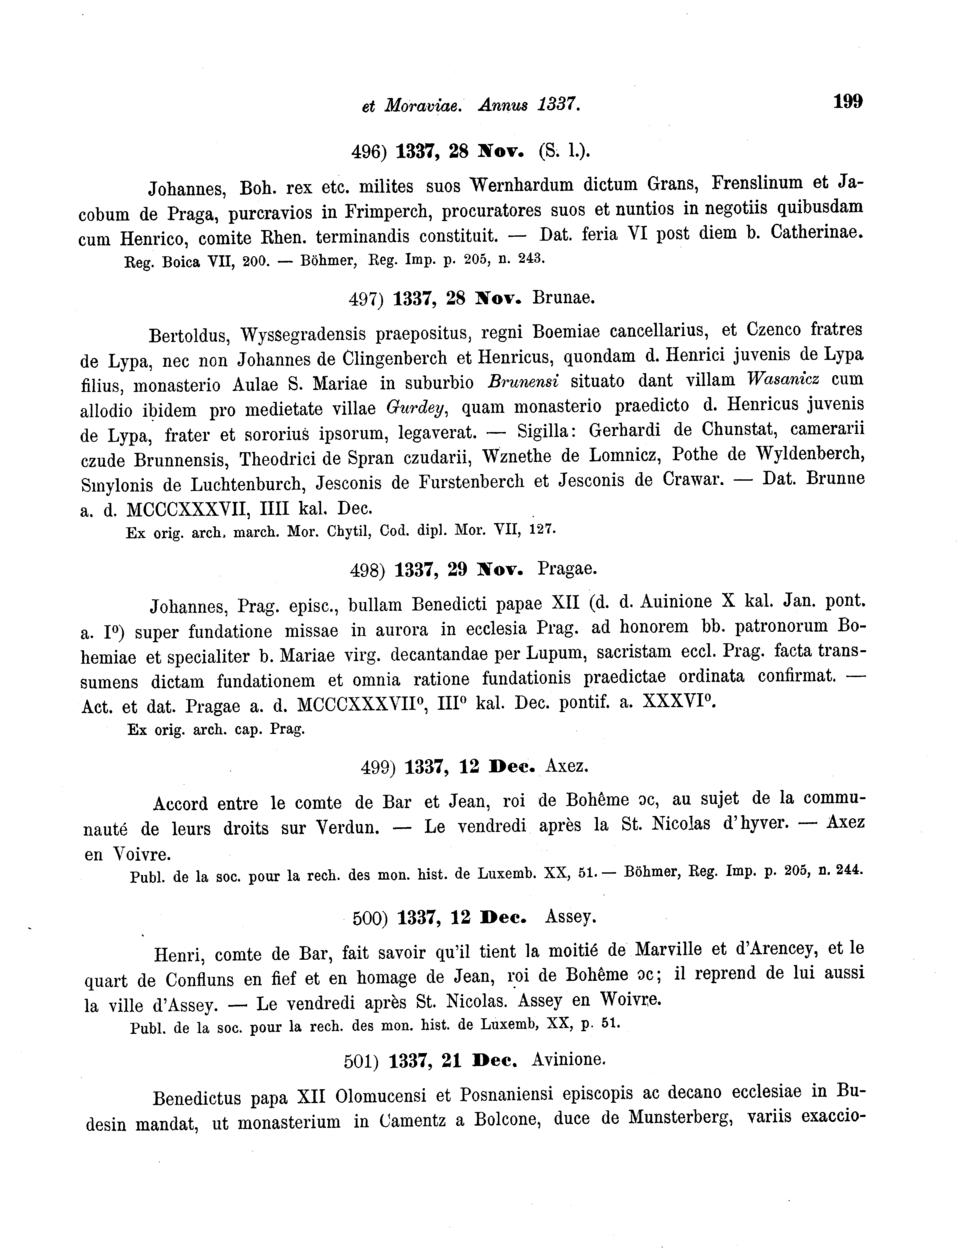 et Moraviae. Annus 1337. 199
496) 1337, 28 Nov. (S. l.).
Johannes, Boh. rex etc. milites suos Wernhardum dictum Grans, Frenslinum et Ja-
cobum de Praga, purcravios in Frimperch, procuratores suos et nuntios in negotiis quibusdam
cum Henrico, comite Rhen. terminandis constituit. — Dat. feria VI post diem b. Catherinae.
Reg. Boica VII, 200. — Böhmer, Reg. Imp. p. 205, n. 243.
497) 1337, 28 Nov. Brunae.
Bertoldus, Wyssegradensis praepositus, regni Boemiae cancellarius, et Czenco fratres
de Lypa, nec non Johannes de Clingenberch et Henricus, quondam d. Henrici juvenis de Lypa
filius, monasterio Aulae S. Mariae in suburbio Brunensi situato dant villam Wasanicz cum
allodio ibidem pro medietate villae Gurdey, quam monasterio praedicto d. Henricus juvenis
de Lypa, frater et sororius ipsorum, legaverat. — Sigilla: Gerhardi de Chunstat, camerarii
czude Brunnensis, Theodrici de Spran czudarii, Wznethe de Lomnicz, Pothe de Wyldenberch,
Smylonis de Luchtenburch, Jesconis de Furstenberch et Jesconis de Crawar. — Dat. Brunne
a. d. MCCCXXXVII, IIII kal. Dec.
Ex orig. arch. march. Mor. Chytil, Cod. dipl. Mor. VII, 127.
498) 1337, 29 Nov. Pragae.
Johannes, Prag. episc., bullam Benedicti papae XII (d. d. Auinione X kal. Jan. pont.
a. I⁰) super fundatione missae in aurora in ecclesia Prag. ad honorem bb. patronorum Bo-
hemiae et specialiter b. Mariae virg. decantandae per Lupum, sacristam eccl. Prag. facta trans-
sumens dictam fundationem et omnia ratione fundationis praedictae ordinata confirmat. —
Act. et dat. Pragae a. d. MCCCXXXVII⁰, III⁰ kal. Dec. pontif. a. XXXVI⁰.
Ex orig. arch. cap. Prag.
499) 1337, 12 Dec. Axez.
Accord entre le comte de Bar et Jean, roi de Bohême ɔc, au sujet de la commu-
nauté de leurs droits sur Verdun. — Le vendredi après la St. Nicolas d'hyver. — Axez
en Voivre.
Publ. de la soc. pour la rech. des mon. hist. de Luxemb. XX, 51. — Böhmer, Reg. Imp. p. 205, n. 244.
500) 1337, 12 Dec. Assey.
Henri, comte de Bar, fait savoir qu'il tient la moitié de Marville et d'Arencey, et le
quart de Confluns en fief et en homage de Jean, roi de Bohême ɔc; il reprend de lui aussi
la ville d'Assey. — Le vendredi après St. Nicolas. Assey en Woivre.
Publ. de la soc. pour la rech. des mon. hist. de Luxemb, XX, p. 51.
501) 1337, 21 Dec. Avinione.
Benedictus papa XII Olomucensi et Posnaniensi episcopis ac decano ecclesiae in Bu-
desin mandat, ut monasterium in Camentz a Bolcone, duce de Munsterberg, variis exaccio-